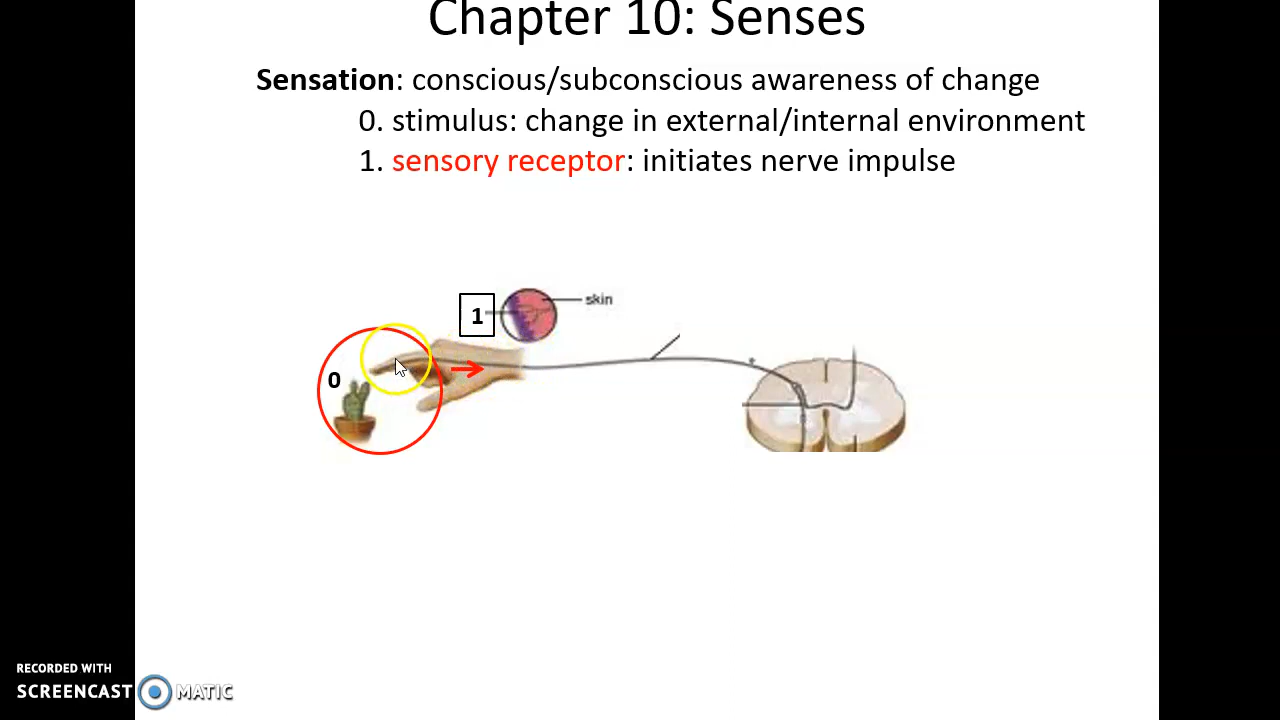 Chapter 10: Senses
Sensation: conscious/subconscious awareness of change
0. stimulus: change in external/internal environment
1. sensory receptor: initiates nerve impulse
1
skin
0
RECORDED WITH
SCREENCAST MATIC